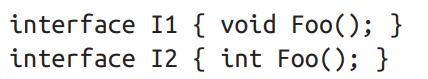 interface I1 { void Foo(); }
interface I2 { int Foo(); }